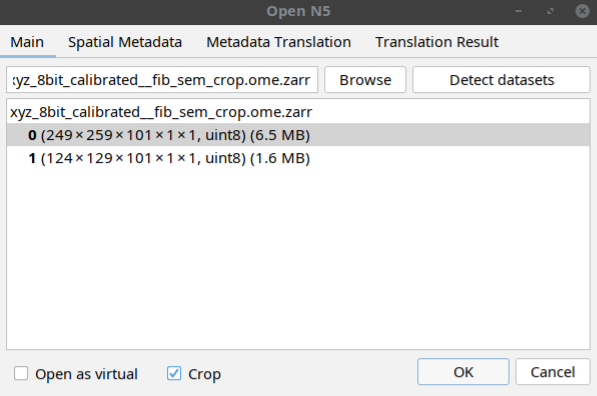 Open N5
Main Spatial Metadata Metadata Translation Translation Result
xyz_8bit_calibrated__fib_sem_crop.ome.zarr Browse Detect datasets
xyz_8bit_calibrated__fib_sem_crop.ome.zarr
0 (249×259×101×1×1, uint8) (6.5 MB)
1 (124×129×101×1×1, uint8) (1.6 MB)
Open as virtual Crop OK Cancel